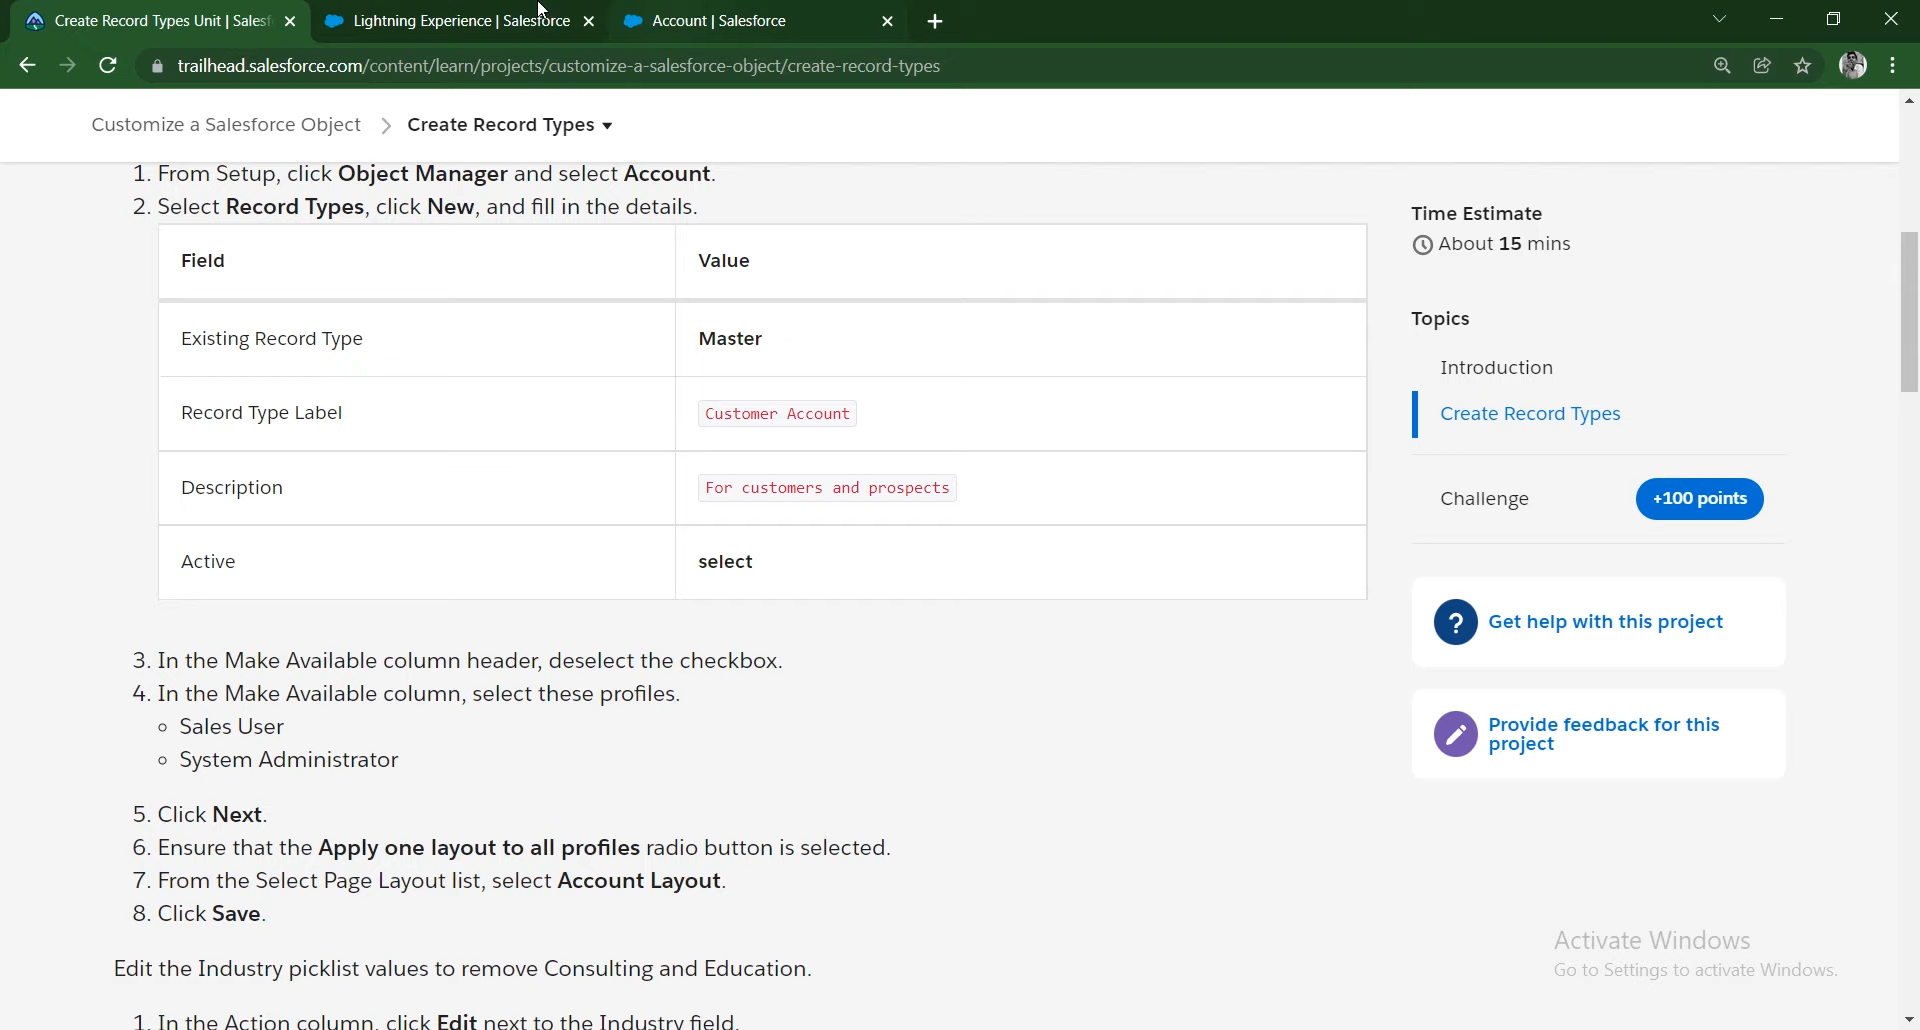 Create Record Types Unit | Salesf
Lightning Experience | Salesforce
Account | Salesforce
trailhead.salesforce.com/content/learn/projects/customize-a-salesforce-object/create-record-types
Customize a Salesforce Object
Create Record Types
1. From Setup, click Object Manager and select Account.
2. Select Record Types, click New, and fill in the details.
Field
Value
Existing Record Type
Master
Record Type Label
Customer Account
Description
For customers and prospects
Active
select
3. In the Make Available column header, deselect the checkbox.
4. In the Make Available column, select these profiles.
Sales User
System Administrator
5. Click Next.
6. Ensure that the Apply one layout to all profiles radio button is selected.
7. From the Select Page Layout list, select Account Layout.
8. Click Save.
Edit the Industry picklist values to remove Consulting and Education.
1. In the Action column, click Edit next to the Industry field.
Time Estimate
About 15 mins
Topics
Introduction
Create Record Types
Challenge
+100 points
? Get help with this project
Provide feedback for this
project
Activate Windows
Go to Settings to activate Windows.